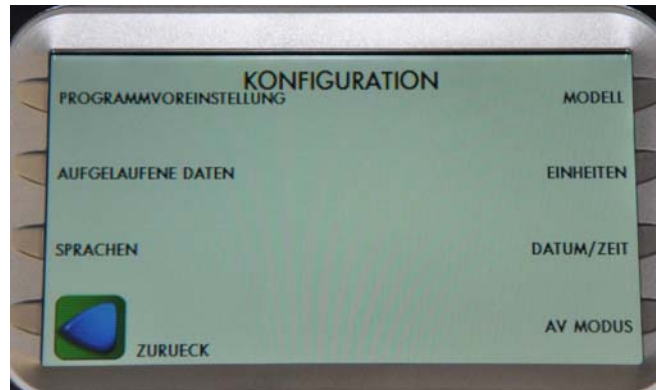 KONFIGURATION
PROGRAMMVOREINSTELLUNG
MODELL
AUFGELAUFENE DATEN
EINHEITEN
SPRACHEN
DATUM/ZEIT
AV MODUS
ZURUECK